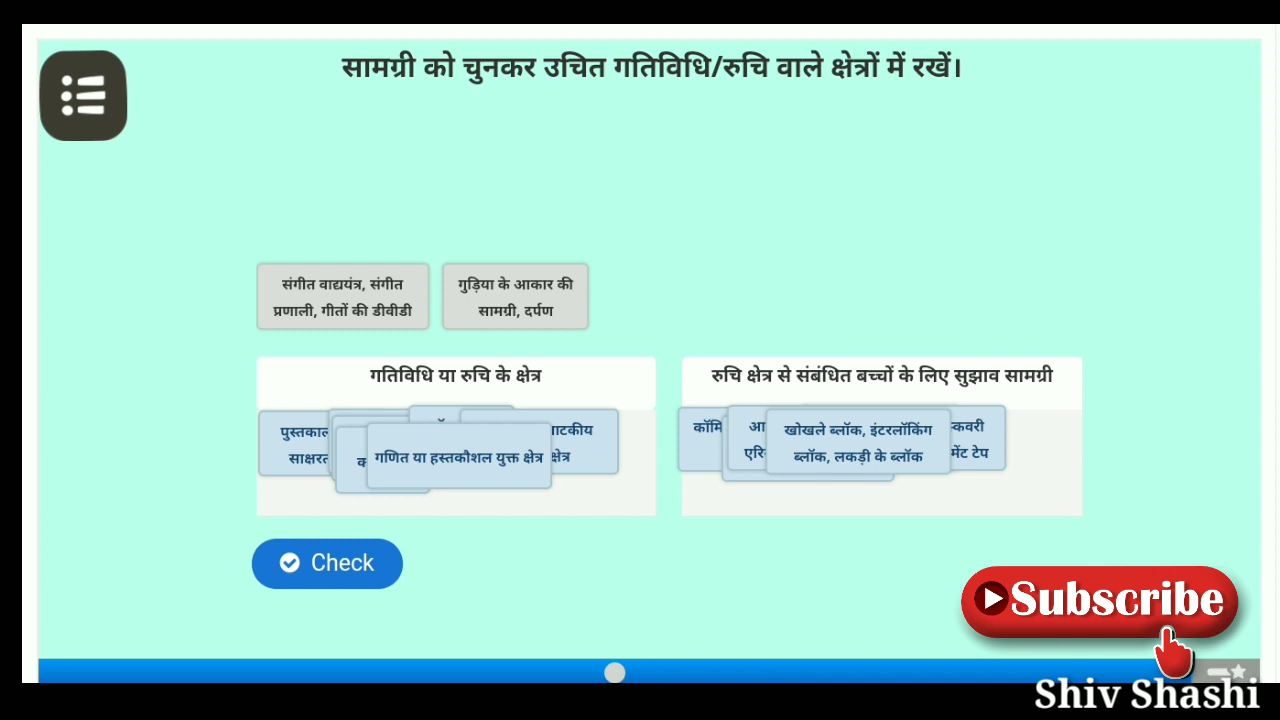 सामग्री को चुनकर उचित गतिविधि/रुचि वाले क्षेत्रों में रखें।
संगीत वाद्ययंत्र, संगीत
प्रणाली, गीतों की डीवीडी
गुड़िया के आकार की
सामग्री, दर्पण
गतिविधि या रुचि के क्षेत्र
रुचि क्षेत्र से संबंधित बच्चों के लिए सुझाव सामग्री
गणित या हस्तकौशल युक्त क्षेत्र
क्षेत्र
खोखले ब्लॉक, इंटरलॉकिंग
ब्लॉक, लकड़ी के ब्लॉक
मेंट टेप
Check
Subscribe
Shiv Shashi